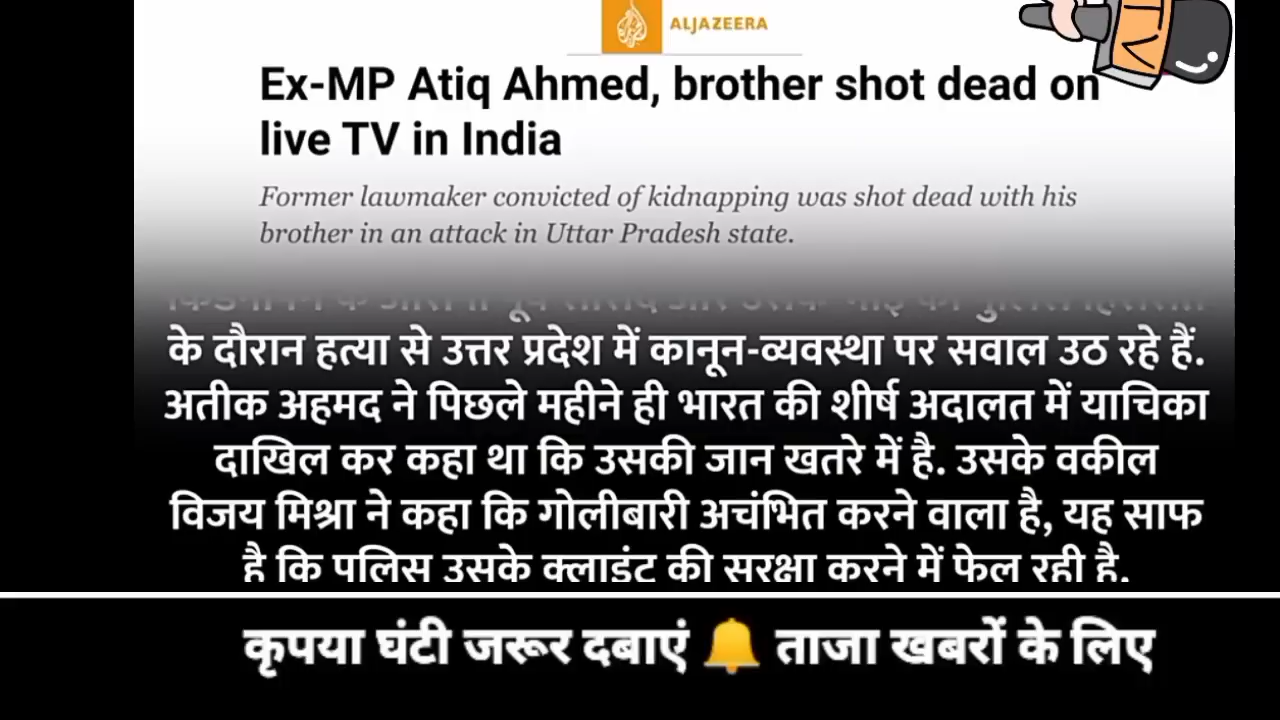 ALJAZEERA
Ex-MP Atiq Ahmed, brother shot dead on
live TV in India
Former lawmaker convicted of kidnapping was shot dead with his
brother in an attack in Uttar Pradesh state.
के दौरान हत्या से उत्तर प्रदेश में कानून-व्यवस्था पर सवाल उठ रहे हैं.
अतीक अहमद ने पिछले महीने ही भारत की शीर्ष अदालत में याचिका
दाखिल कर कहा था कि उसकी जान खतरे में है. उसके वकील
विजय मिश्रा ने कहा कि गोलीबारी अचंभित करने वाला है, यह साफ
है कि पुलिस उसके क्लाइंट की सुरक्षा करने में फेल रही है.
कृपया घंटी जरूर दबाएं 🔔 ताजा खबरों के लिए